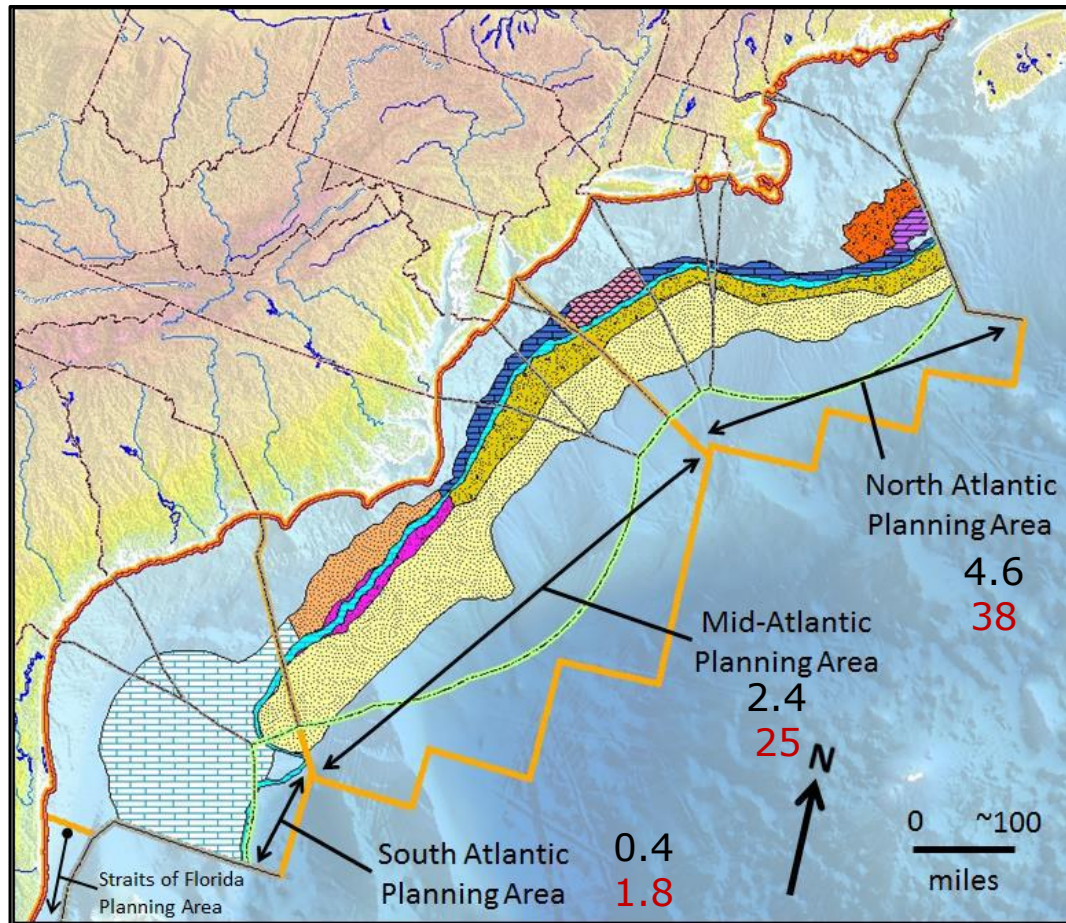 North Atlantic
Planning Area
4.6
38
Mid-Atlantic
Planning Area
2.4
25
N
0 ~100
miles
South Atlantic
Planning Area
0.4
1.8
Straits of Florida
Planning Area